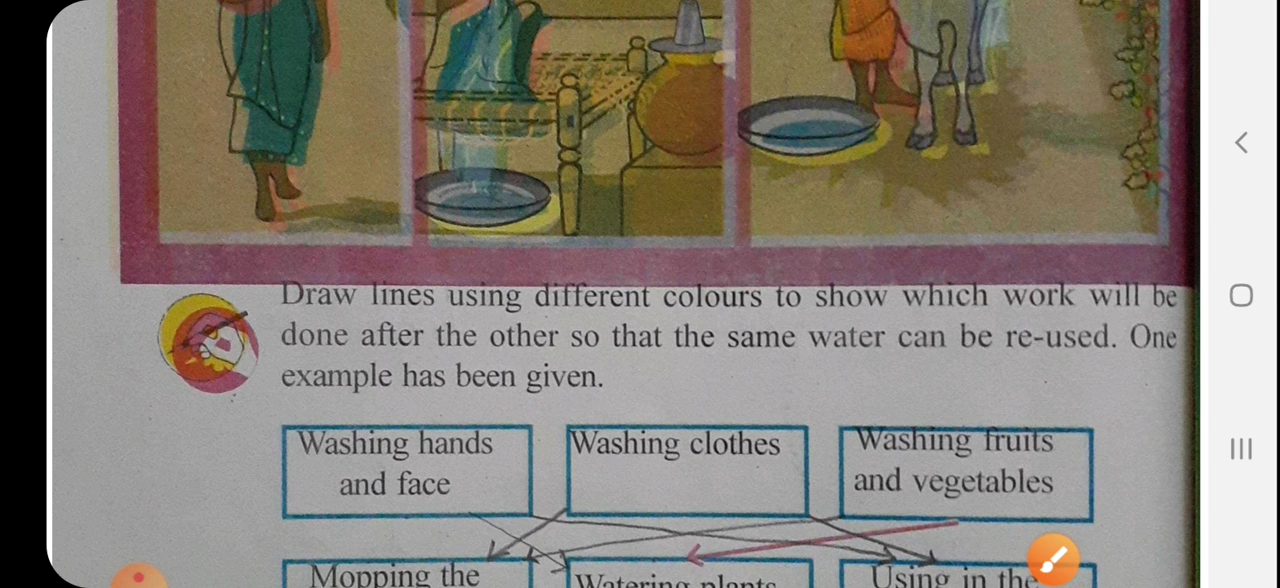 Draw lines using different colours to show which work will be
done after the other so that the same water can be re-used. One
example has been given.
Washing hands
and face
Washing clothes
Washing fruits
and vegetables
Mopping the
Watering plants
Using in the